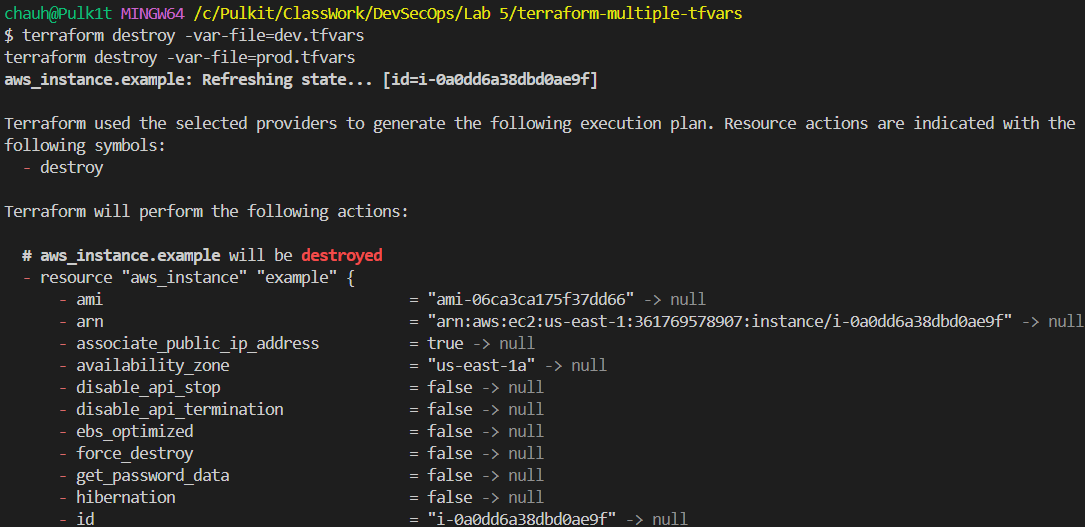 chauh@Pulk1t MINGW64 /c/Pulkit/ClassWork/DevSecOps/Lab 5/terraform-multiple-tfvars
$ terraform destroy -var-file=dev.tfvars
terraform destroy -var-file=prod.tfvars
aws_instance.example: Refreshing state... [id=i-0a0dd6a38dbd0ae9f]
Terraform used the selected providers to generate the following execution plan. Resource actions are indicated with the
following symbols:
- destroy
Terraform will perform the following actions:
# aws_instance.example will be destroyed
- resource "aws_instance" "example" {
- ami = "ami-06ca3ca175f37dd66" -> null
- arn = "arn:aws:ec2:us-east-1:361769578907:instance/i-0a0dd6a38dbd0ae9f" -> null
- associate_public_ip_address = true -> null
- availability_zone = "us-east-1a" -> null
- disable_api_stop = false -> null
- disable_api_termination = false -> null
- ebs_optimized = false -> null
- force_destroy = false -> null
- get_password_data = false -> null
- hibernation = false -> null
- id = "i-0a0dd6a38dbd0ae9f" -> null